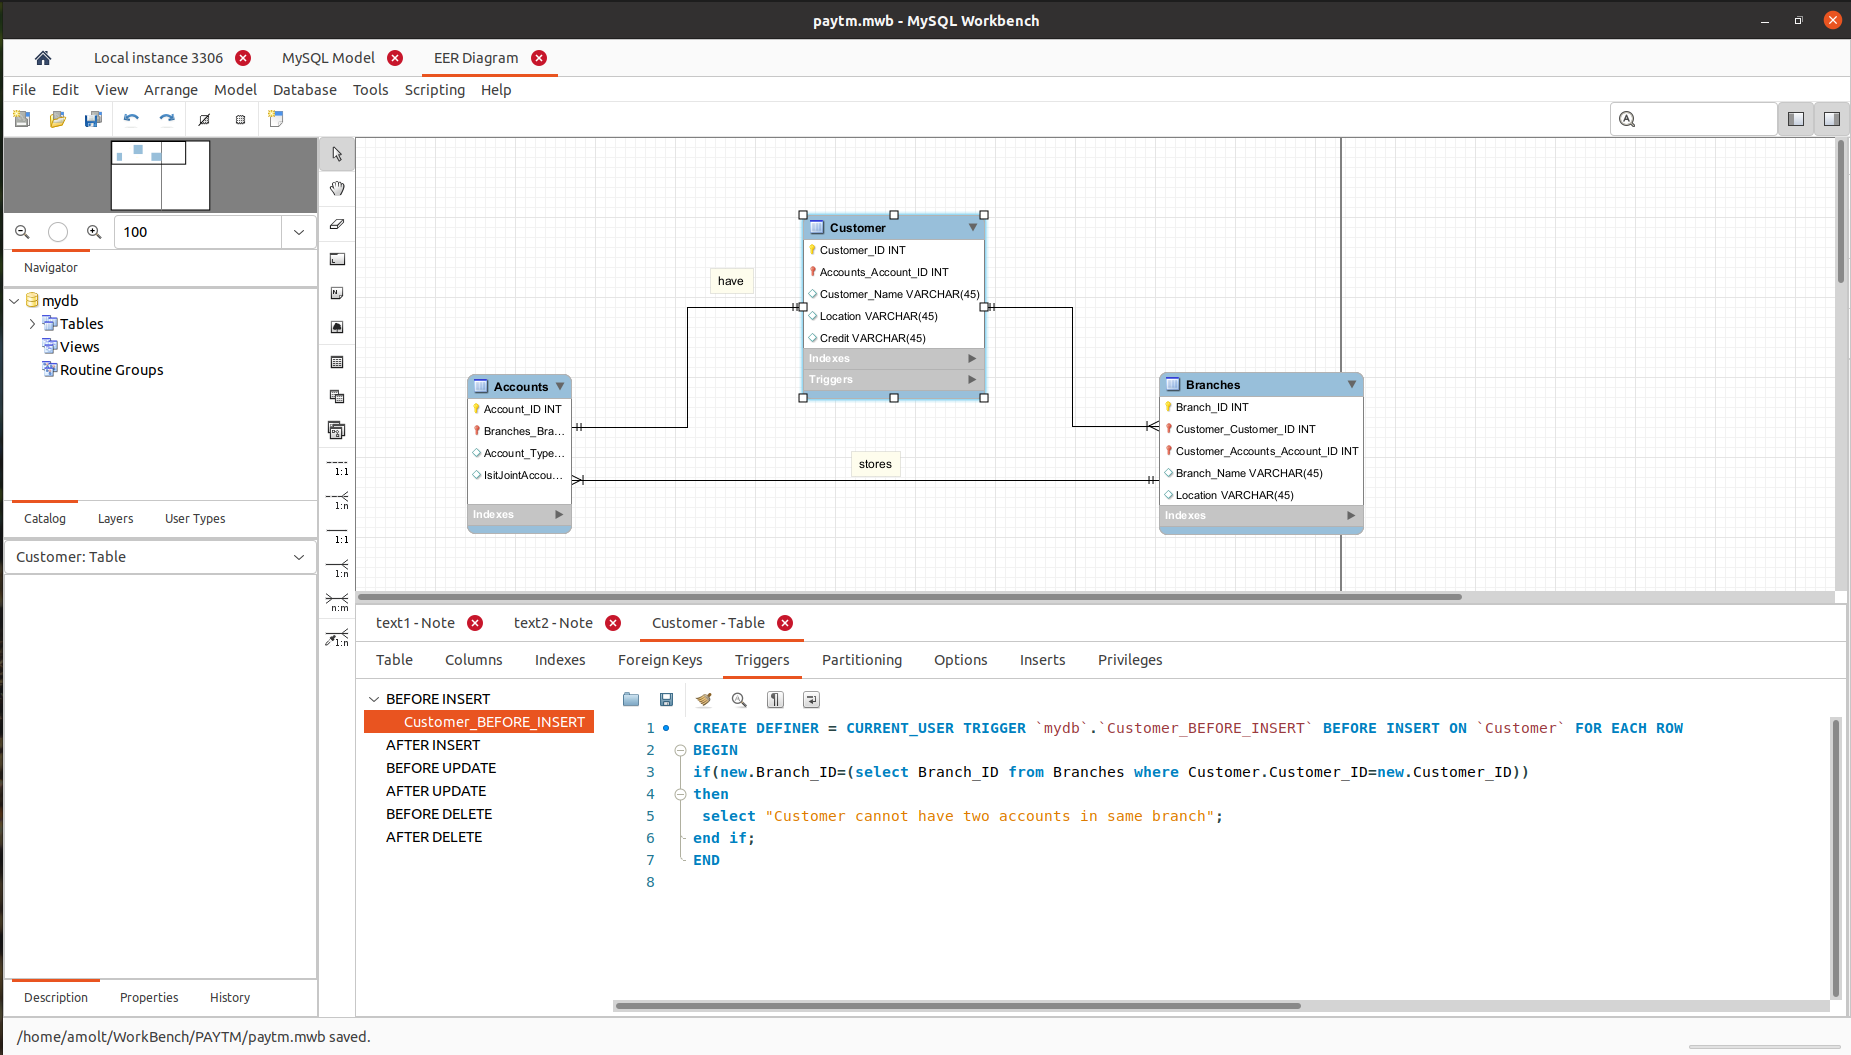 paytm.mwb - MySQL Workbench
Local instance 3306 MySQL Model EER Diagram
File Edit View Arrange Model Database Tools Scripting Help
100
Navigator
mydb
Tables
Views
Routine Groups
Catalog Layers User Types
Customer: Table
Description Properties History
1:1
1:n
1:1
1:n
n:m
1:n
Customer
Customer_ID INT
Accounts_Account_ID INT
Customer_Name VARCHAR(45)
Location VARCHAR(45)
Credit VARCHAR(45)
Indexes
Triggers
have
Accounts
Account_ID INT
Branches_Bra...
Account_Type...
IsitJointAccou...
Indexes
stores
Branches
Branch_ID INT
Customer_Customer_ID INT
Customer_Accounts_Account_ID INT
Branch_Name VARCHAR(45)
Location VARCHAR(45)
Indexes
text1 - Note text2 - Note Customer - Table
Table Columns Indexes Foreign Keys Triggers Partitioning Options Inserts Privileges
BEFORE INSERT
Customer_BEFORE_INSERT
AFTER INSERT
BEFORE UPDATE
AFTER UPDATE
BEFORE DELETE
AFTER DELETE
1 CREATE DEFINER = CURRENT_USER TRIGGER `mydb`.`Customer_BEFORE_INSERT` BEFORE INSERT ON `Customer` FOR EACH ROW
2 BEGIN
3 if(new.Branch_ID=(select Branch_ID from Branches where Customer.Customer_ID=new.Customer_ID))
4 then
5 select "Customer cannot have two accounts in same branch";
6 end if;
7 END
8
/home/amolt/WorkBench/PAYTM/paytm.mwb saved.